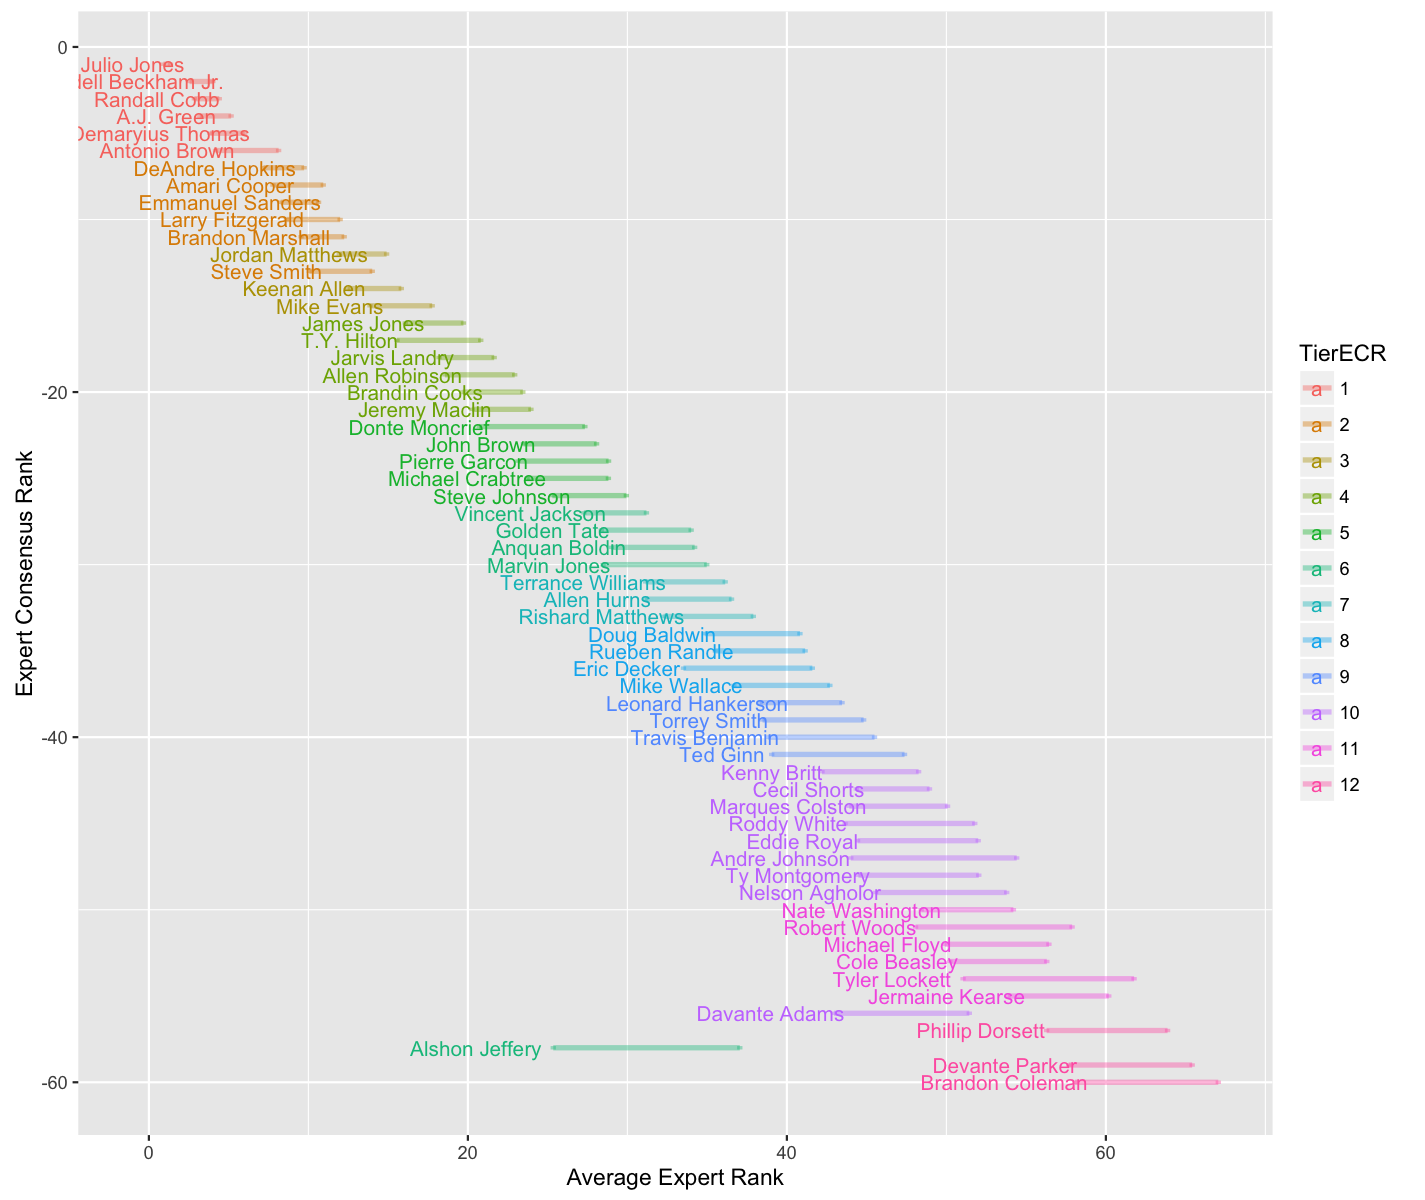 0
Julio Jones
dell Beckham Jr.
Randall Cobb
A.J. Green
Demaryius Thomas
Antonio Brown
DeAndre Hopkins
Amari Cooper
Emmanuel Sanders
Larry Fitzgerald
Brandon Marshall
Jordan Matthews
Steve Smith
Keenan Allen
Mike Evans
James Jones
T.Y. Hilton
Jarvis Landry
Allen Robinson
-20
Brandin Cooks
Jeremy Maclin
Donte Moncrief
John Brown
Pierre Garcon
Michael Crabtree
Steve Johnson
Vincent Jackson
Golden Tate
Anquan Boldin
Marvin Jones
Terrance Williams
Allen Hurns
Rishard Matthews
Doug Baldwin
Rueben Randle
Eric Decker
Mike Wallace
Leonard Hankerson
Torrey Smith
-40
Travis Benjamin
Ted Ginn
Kenny Britt
Cecil Shorts
Marques Colston
Roddy White
Eddie Royal
Andre Johnson
Ty Montgomery
Nelson Agholor
Nate Washington
Robert Woods
Michael Floyd
Cole Beasley
Tyler Lockett
Jermaine Kearse
Davante Adams
Phillip Dorsett
Alshon Jeffery
Devante Parker
-60
Brandon Coleman
0 20 40 60
Average Expert Rank
Expert Consensus Rank
TierECR
a 1
a 2
a 3
a 4
a 5
a 6
a 7
a 8
a 9
a 10
a 11
a 12